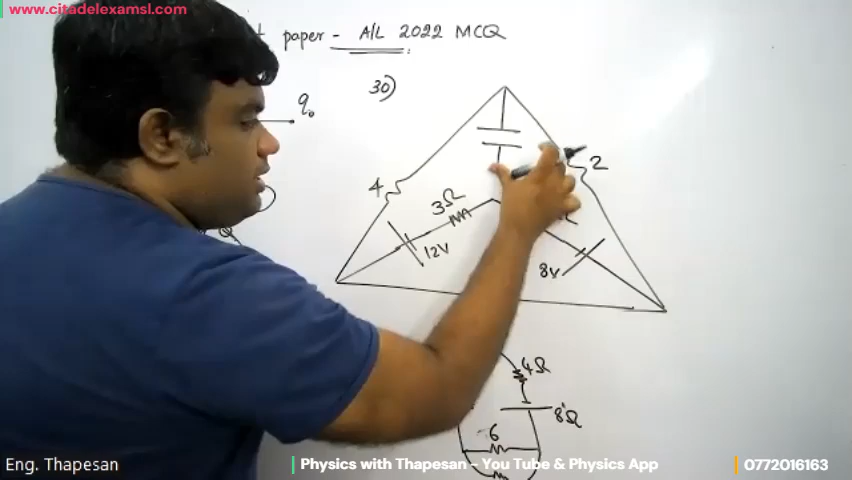 www.citadelexamsl.com
paper - A/L 2022 MCQ
30)
q₀
4
2
3Ω
12V
8V
4Ω
8Ω
6
Eng. Thapesan
Physics with Thapesan - You Tube & Physics App
0772016163